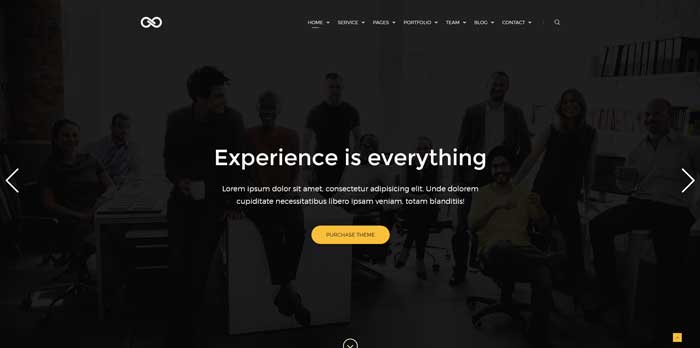 HOME SERVICE PAGES PORTFOLIO TEAM BLOG CONTACT
Experience is everything
Lorem ipsum dolor sit amet, consectetur adipisicing elit. Unde dolorem
cupiditate necessitatibus libero ipsam veniam, totam blanditiis!
PURCHASE THEME